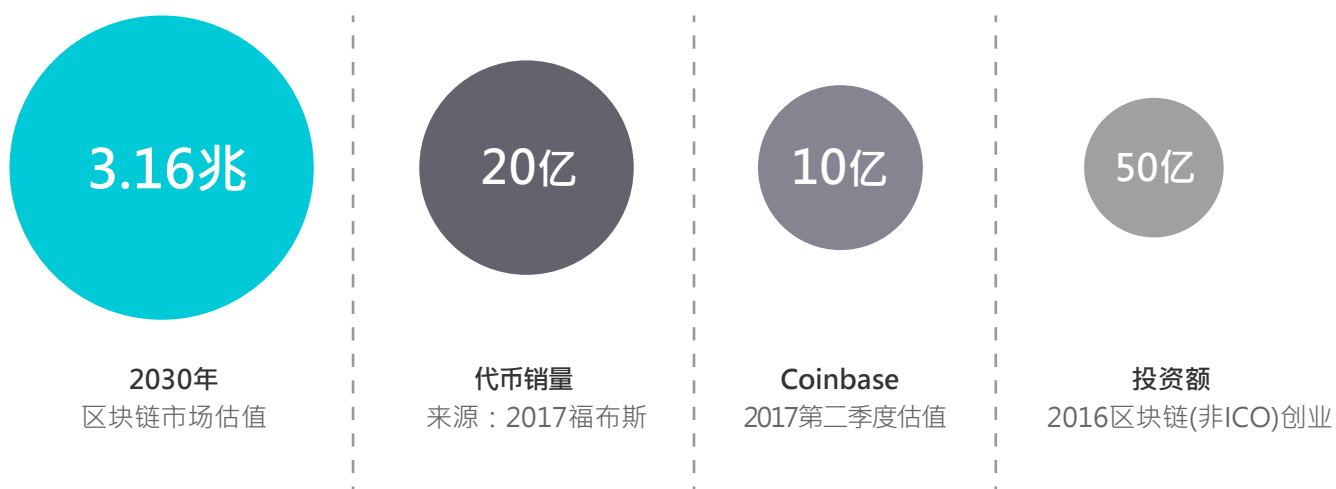 3.16兆
2030年
区块链市场估值
20亿
代币销量
来源：2017福布斯
10亿
Coinbase
2017第二季度估值
50亿
投资额
2016区块链(非ICO)创业